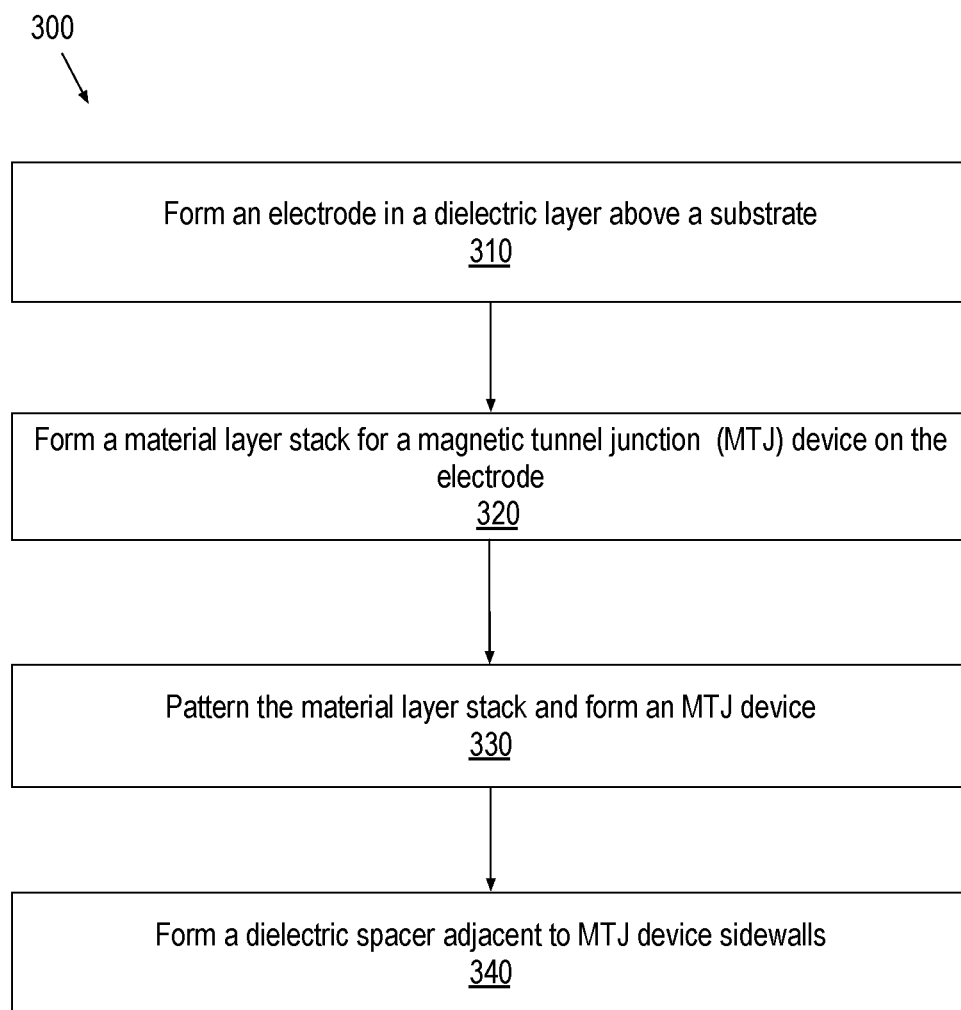 300
Form an electrode in a dielectric layer above a substrate
310
Form a material layer stack for a magnetic tunnel junction  (MTJ) device on the
electrode
320
Pattern the material layer stack and form an MTJ device
330
Form a dielectric spacer adjacent to MTJ device sidewalls
340